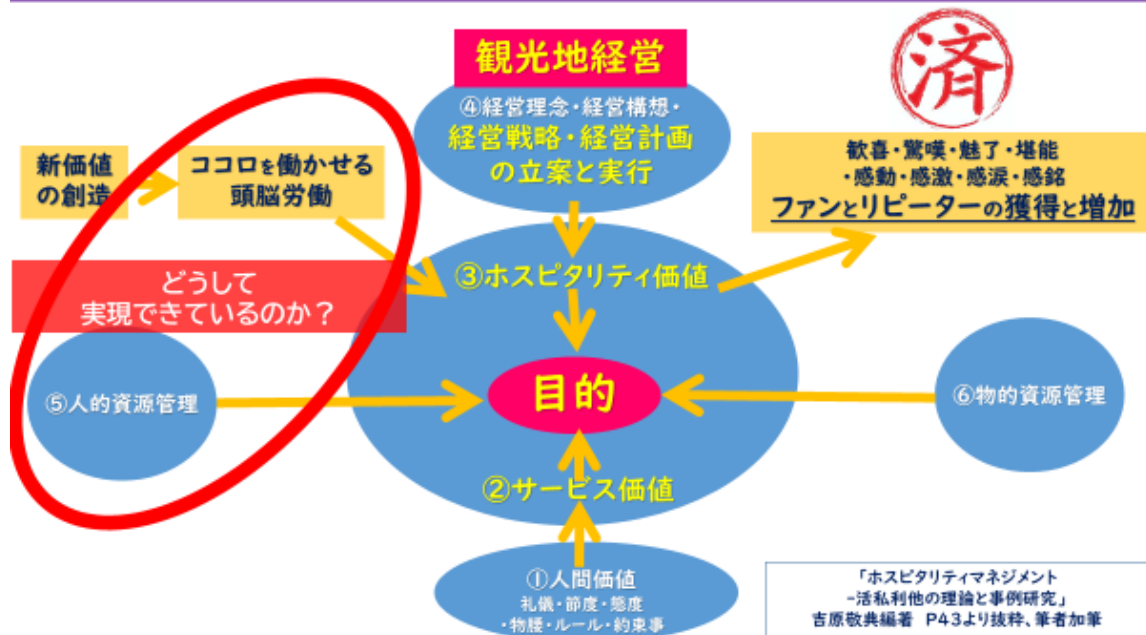 観光地経営
④経営理念・経営構想・
経営戦略・経営計画
の立案と実行
済
新価値
の創造
ココロを働かせる
頭脳労働
歓喜・驚嘆・魅了・堪能
・感動・感激・感涙・感銘
ファンとリピーターの獲得と増加
どうして
実現できているのか？
③ホスピタリティ価値
⑤人的資源管理
目的
⑥物的資源管理
②サービス価値
①人間価値
礼儀・節度・態度
・物腰・ルール・約束事
「ホスピタリティマネジメント
-活私利他の理論と事例研究」
吉原敬典編著 P43より抜粋、筆者加筆